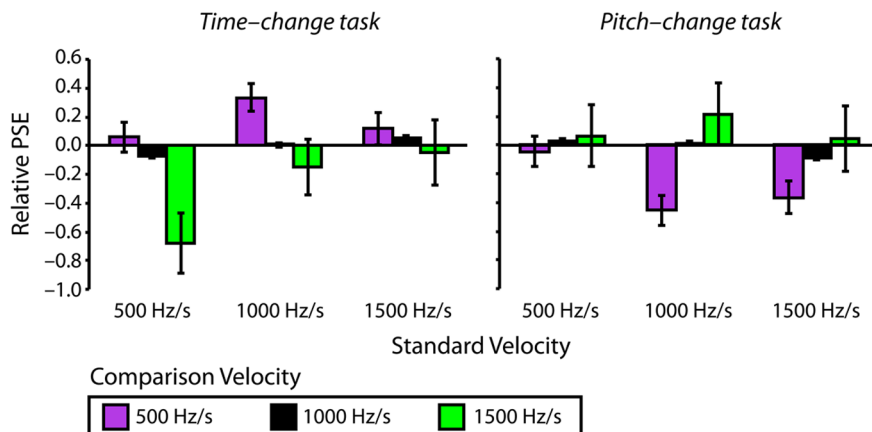 Time–change task
Pitch–change task
Relative PSE
0.6
0.4
0.2
0.0
−0.2
−0.4
−0.6
−0.8
−1.0
500 Hz/s 1000 Hz/s 1500 Hz/s
500 Hz/s 1000 Hz/s 1500 Hz/s
Standard Velocity
Comparison Velocity
500 Hz/s 1000 Hz/s 1500 Hz/s